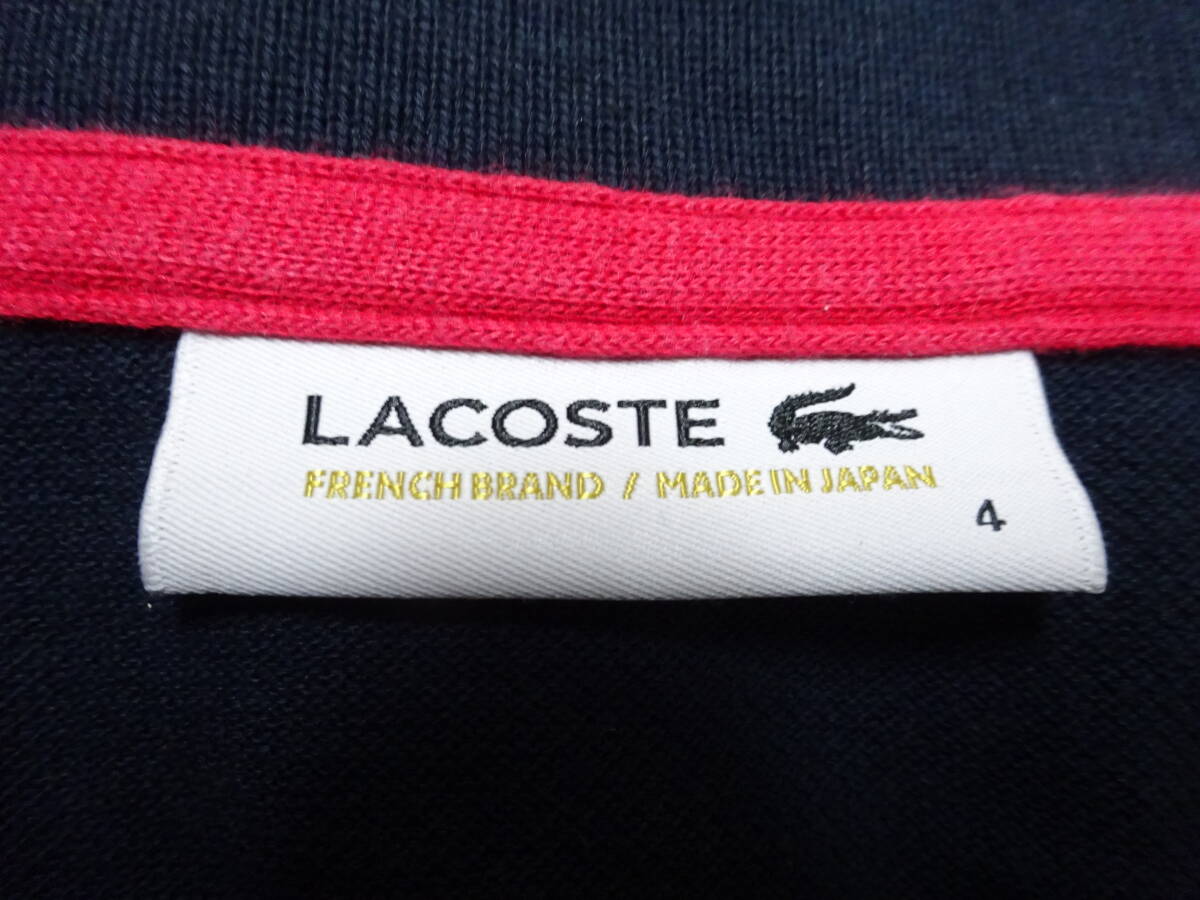 LACOSTE
FRENCH BRAND / MADE IN JAPAN
4